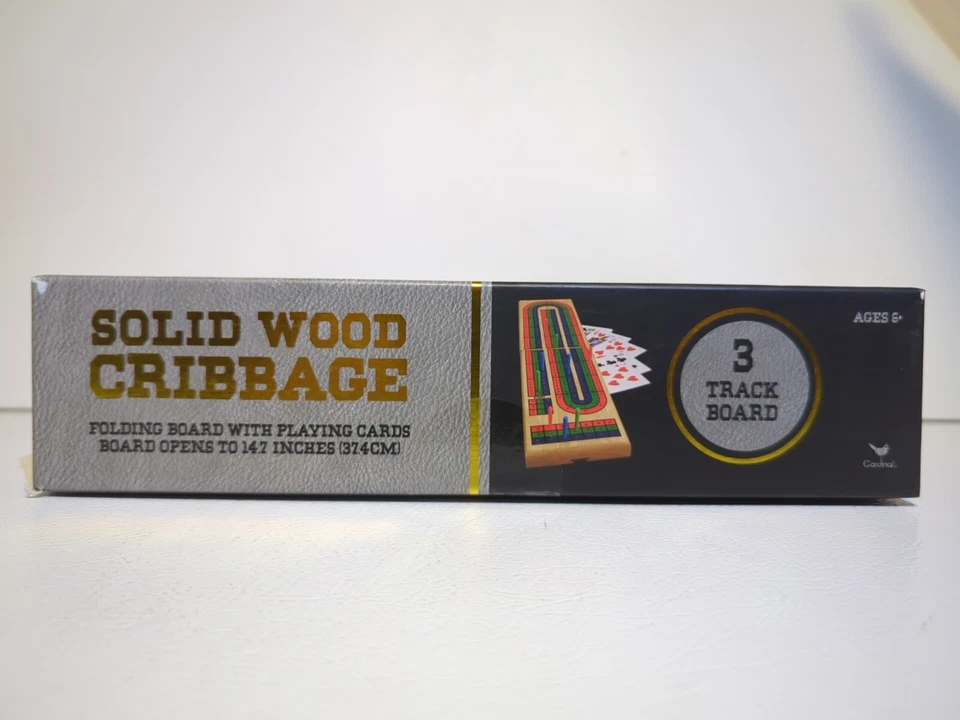 SOLID WOOD
CRIBBAGE
FOLDING BOARD WITH PLAYING CARDS
BOARD OPENS TO 14.7 INCHES (37.4CM)
3
TRACK
BOARD
AGES 6+
Cardinal.